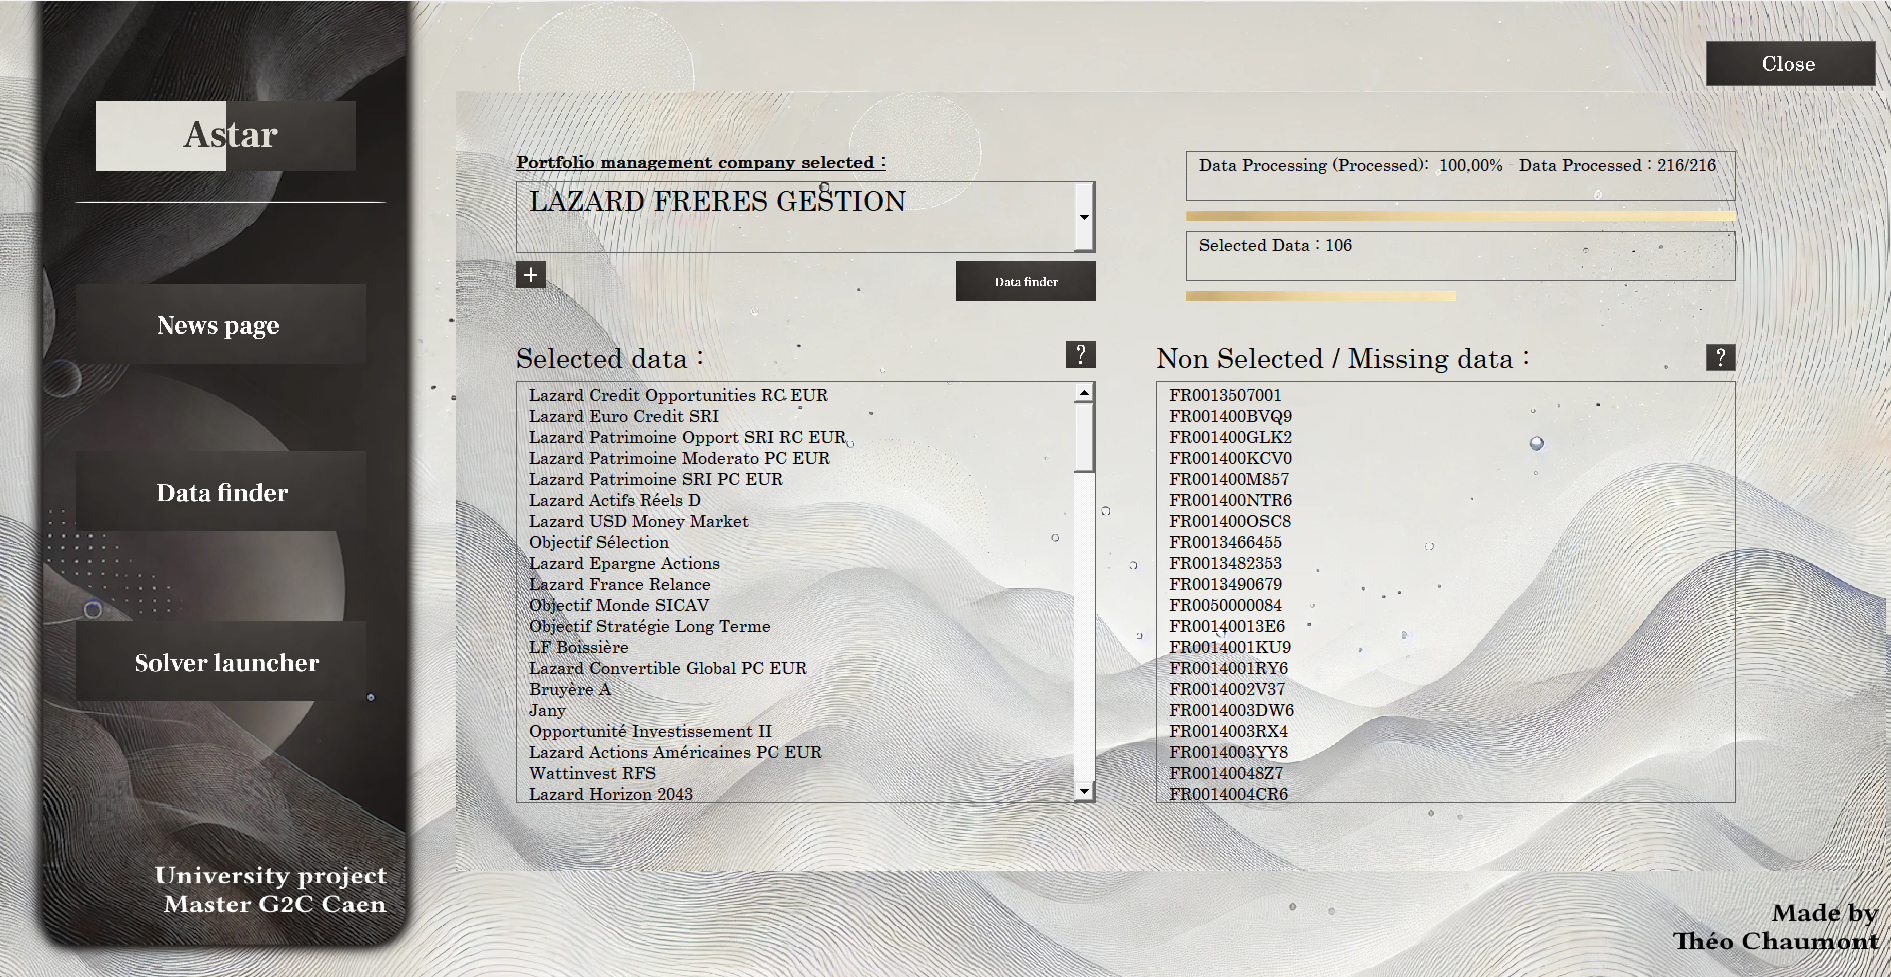 Astar
News page
Data finder
Solver launcher
University project
Master G2C Caen
Close
Portfolio management company selected :
LAZARD FRERES GESTION
+
Data finder
Data Processing (Processed): 100,00% Data Processed : 216/216
Selected Data : 106
Selected data :
?
Lazard Credit Opportunities RC EUR
Lazard Euro Credit SRI
Lazard Patrimoine Opport SRI RC EUR
Lazard Patrimoine Moderato PC EUR
Lazard Patrimoine SRI PC EUR
Lazard Actifs Réels D
Lazard USD Money Market
Objectif Sélection
Lazard Epargne Actions
Lazard France Relance
Objectif Monde SICAV
Objectif Stratégie Long Terme
LF Boissière
Lazard Convertible Global PC EUR
Bruyère A
Jany
Opportunité Investissement II
Lazard Actions Américaines PC EUR
Wattinvest RFS
Lazard Horizon 2043
Non Selected / Missing data :
?
FR0013507001
FR001400BVQ9
FR001400GLK2
FR001400KCV0
FR001400M857
FR001400NTR6
FR001400OSC8
FR0013466455
FR0013482353
FR0013490679
FR0050000084
FR00140013E6
FR0014001KU9
FR0014001RY6
FR0014002V37
FR0014003DW6
FR0014003RX4
FR0014003YY8
FR00140048Z7
FR0014004CR6
Made by
Théo Chaumont